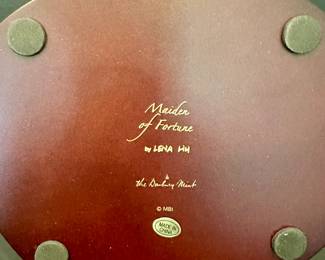 Maiden
of Fortune
by LENA LIU
the Danbury Mint
© MBI
MADE IN
CHINA